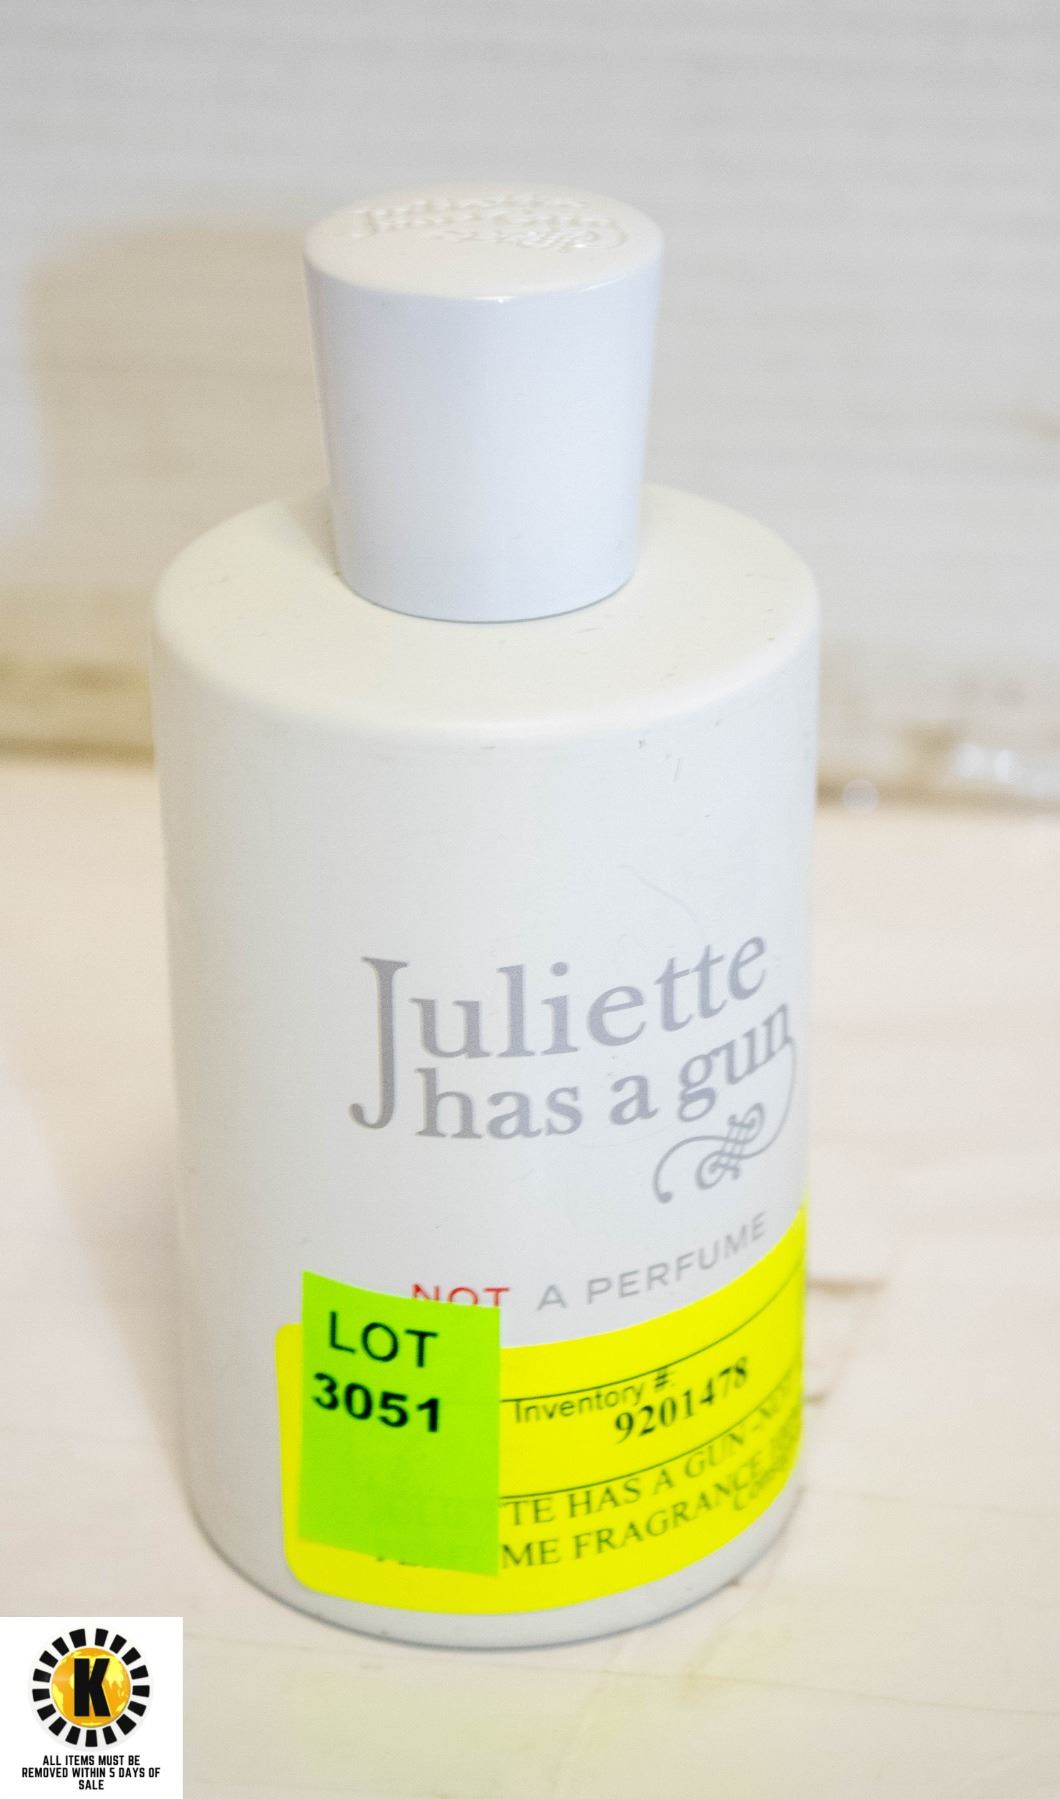 Juliette
has a gun
NOT A PERFUME
LOT
3051
Inventory #:
9201478
TE HAS A GUN -
ME FRAGRANCE
K
ALL ITEMS MUST BE
REMOVED WITHIN 5 DAYS OF
SALE